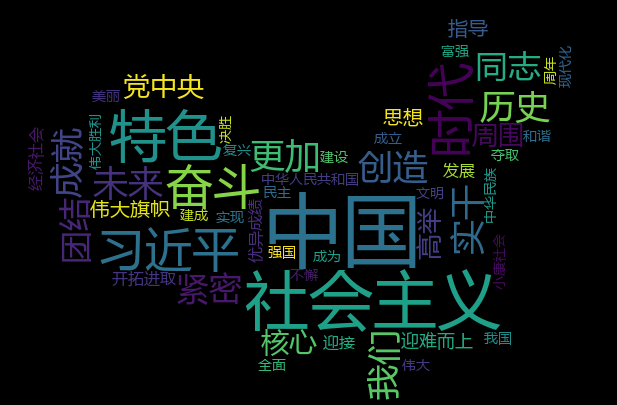 指导
富强
同志
周年
现代化
时代
党中央
美丽
历史
思想
周围
和谐
特色
决胜
伟大胜利
成立
经济社会
成就
复兴
更加
建设
夺取
创造
发展
未来
奋斗
中华人民共和国
民主
文明
中华民族
伟大旗帜
建成
实现
优异成绩
中国
高举
实干
团结
习近平
强国
成为
小康社会
开拓进取
紧密
不懈
社会主义
核心
迎接
我们
迎难而上
我国
全面
伟大